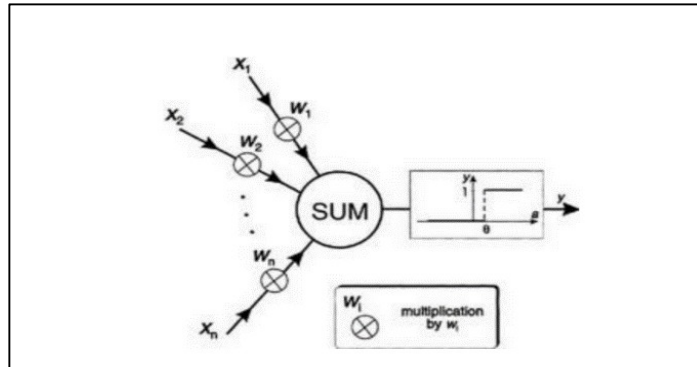 X₁
W₁
X₂
W₂
SUM
y
1
θ
a
y
Wₙ
Xₙ
Wᵢ
multiplication
by wᵢ